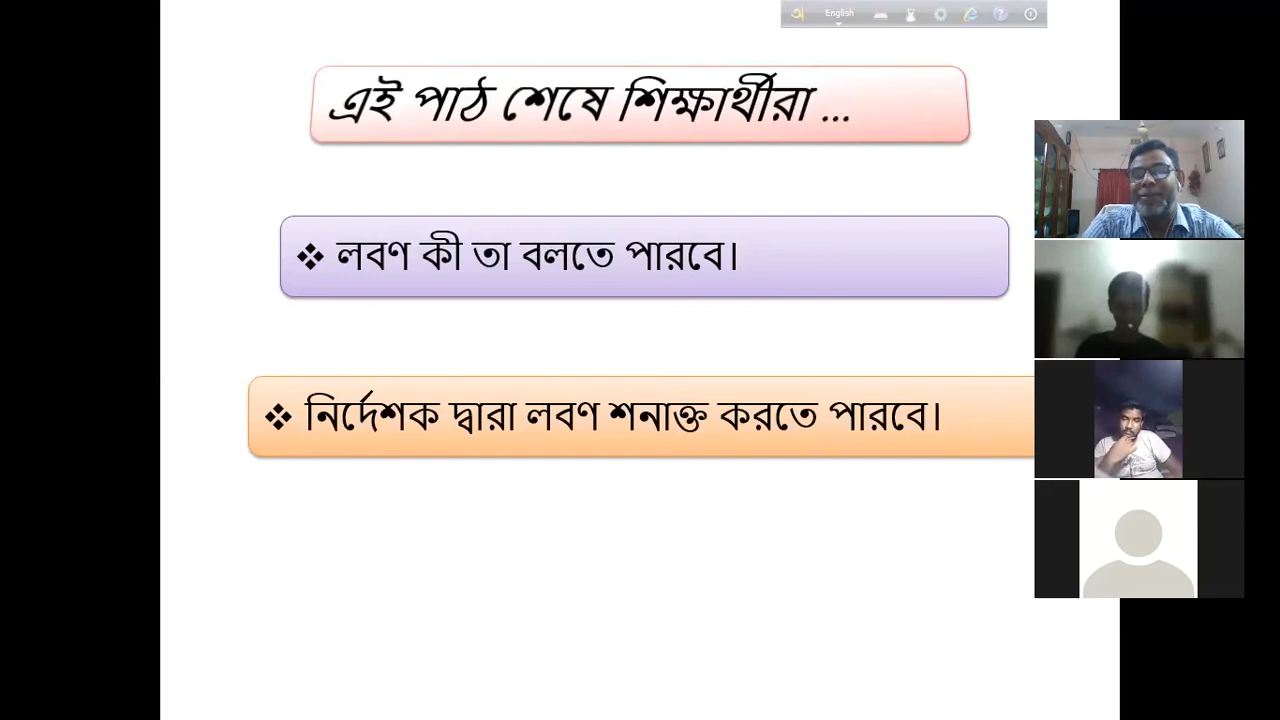 English
এই পাঠ শেষে শিক্ষার্থীরা ...
❖ লবণ কী তা বলতে পারবে।
❖ নির্দেশক দ্বারা লবণ শনাক্ত করতে পারবে।